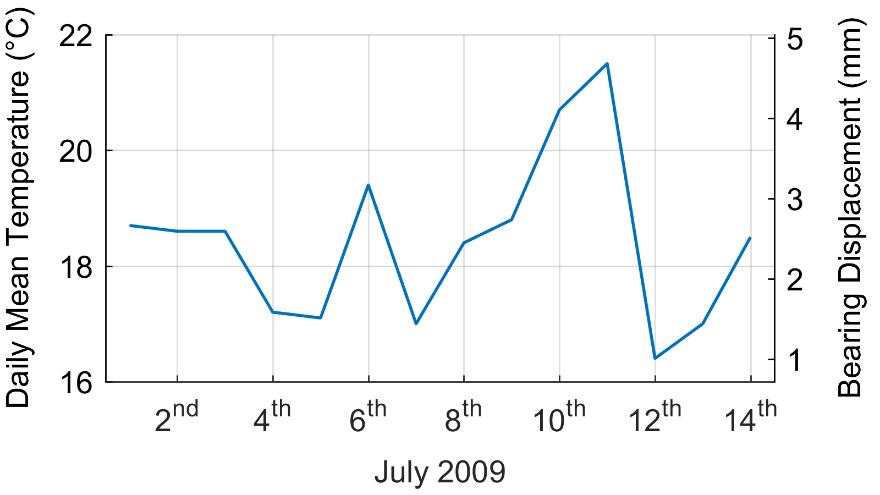 Daily Mean Temperature (°C)
22
20
18
16
Bearing Displacement (mm)
5
4
3
2
1
2nd 4th 6th 8th 10th 12th 14th
July 2009